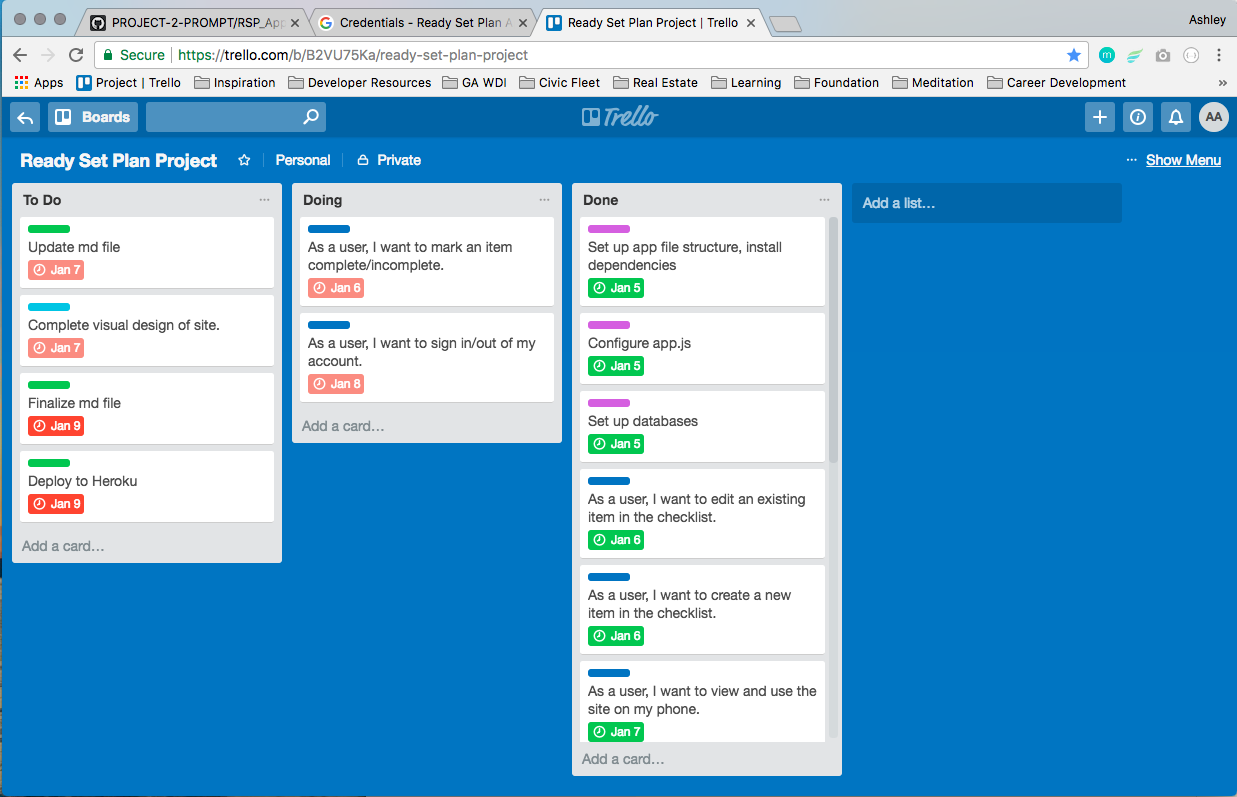 PROJECT-2-PROMPT/RSP_App
Credentials - Ready Set Plan A
Ready Set Plan Project | Trello
Ashley
Secure
https://trello.com/b/B2VU75Ka/ready-set-plan-project
m
Apps
Project | Trello
Inspiration
Developer Resources
GA WDI
Civic Fleet
Real Estate
Learning
Foundation
Meditation
Career Development
»
Boards
Trello
AA
Ready Set Plan Project
Personal
Private
... Show Menu
To Do
Update md file
Jan 7
Complete visual design of site.
Jan 7
Finalize md file
Jan 9
Deploy to Heroku
Jan 9
Add a card...
Doing
As a user, I want to mark an item
complete/incomplete.
Jan 6
As a user, I want to sign in/out of my
account.
Jan 8
Add a card...
Done
Set up app file structure, install
dependencies
Jan 5
Configure app.js
Jan 5
Set up databases
Jan 5
As a user, I want to edit an existing
item in the checklist.
Jan 6
As a user, I want to create a new
item in the checklist.
Jan 6
As a user, I want to view and use the
site on my phone.
Jan 7
Add a card...
Add a list...